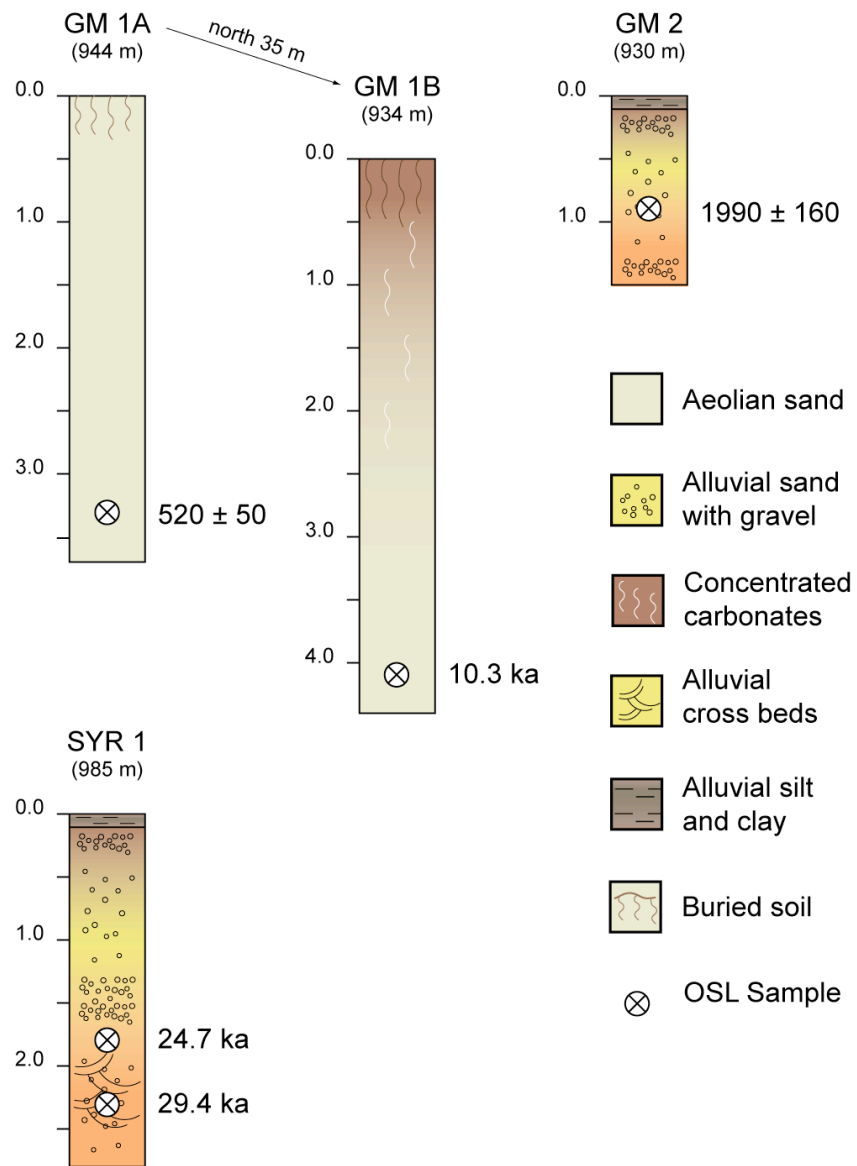 GM 1A
(944 m)
north 35 m
GM 1B
(934 m)
GM 2
(930 m)
0.0
1.0
2.0
3.0
520 ± 50
0.0
1.0
2.0
3.0
4.0
10.3 ka
0.0
1.0
1990 ± 160
SYR 1
(985 m)
0.0
1.0
2.0
24.7 ka
29.4 ka
Aeolian sand
Alluvial sand
with gravel
Concentrated
carbonates
Alluvial
cross beds
Alluvial silt
and clay
Buried soil
OSL Sample